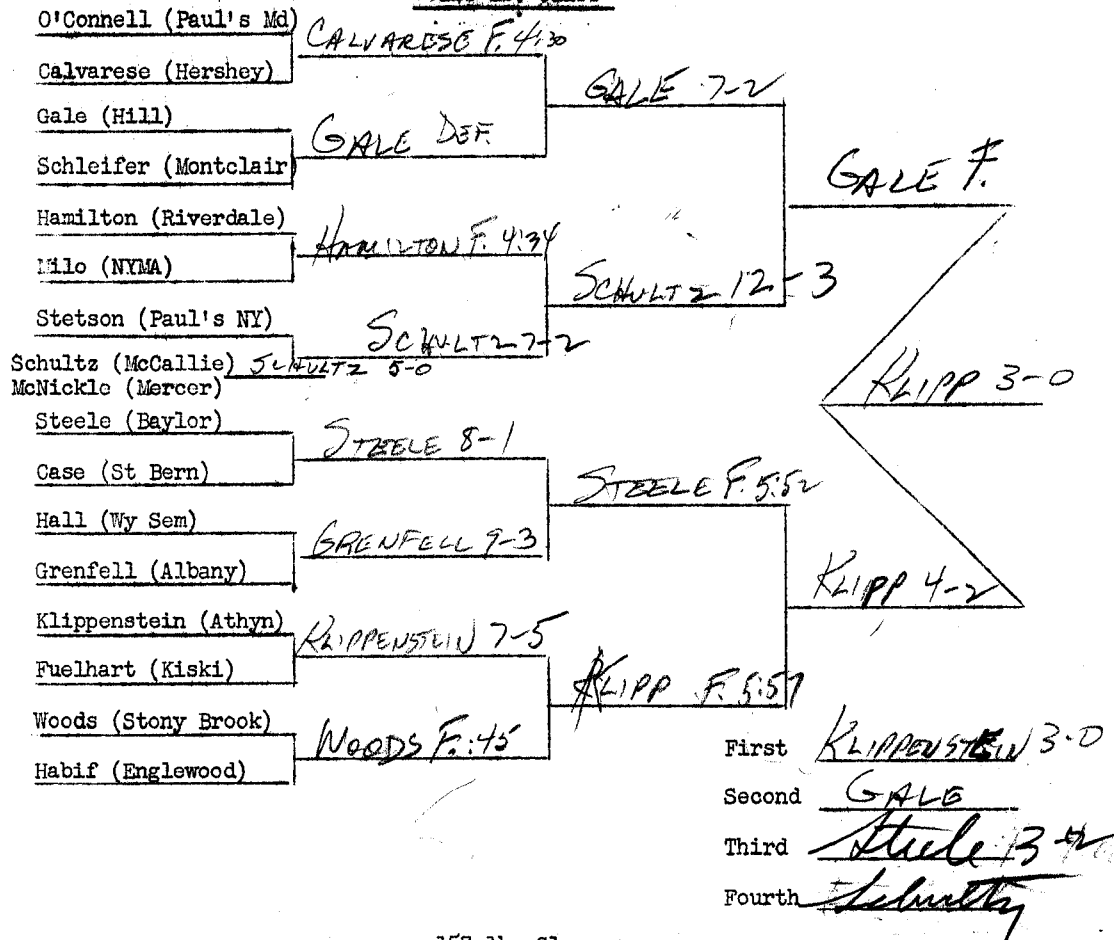 O'Connell (Paul's Md)
CALVARESE F. 4:30
Calvarese (Hershey)
GALE 7-2
Gale (Hill)
GALE DEF.
Schleifer (Montclair)
GALE F.
Hamilton (Riverdale)
HAMILTON F. 4:34
Milo (NYMA)
SCHULTZ 12-3
Stetson (Paul's NY)
SCHULTZ 7-2
Schultz (McCallie) SCHULTZ 5-0
McNickle (Mercer)
KLIPP 3-0
Steele (Baylor)
STEELE 8-1
Case (St Bern)
STEELE F. 5:52
Hall (Wy Sem)
GRENFELL 9-3
Grenfell (Albany)
KLIPP 4-2
Klippenstein (Athyn)
KLIPPENSTEIN 7-5
Fuelhart (Kiski)
KLIPP F. 5:57
Woods (Stony Brook)
WOODS F. :45
Habif (Englewood)
First KLIPPENSTEIN 3-0
Second GALE
Third Steele
Fourth Schultz